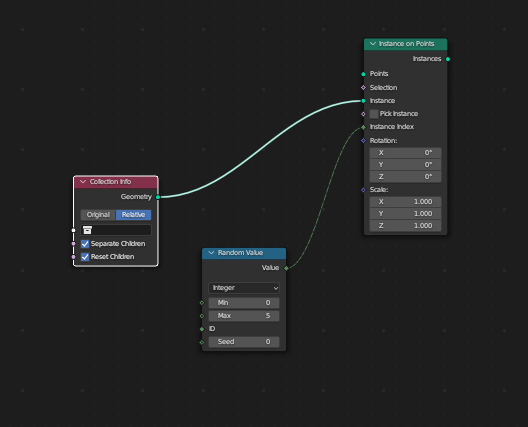 Instance on Points
Instances
Points
Selection
Instance
Pick Instance
Instance Index
Rotation:
X 0°
Y 0°
Z 0°
Scale:
X 1.000
Y 1.000
Z 1.000
Collection Info
Geometry
Original Relative
Separate Children
Reset Children
Random Value
Value
Integer
Min 0
Max 5
ID
Seed 0